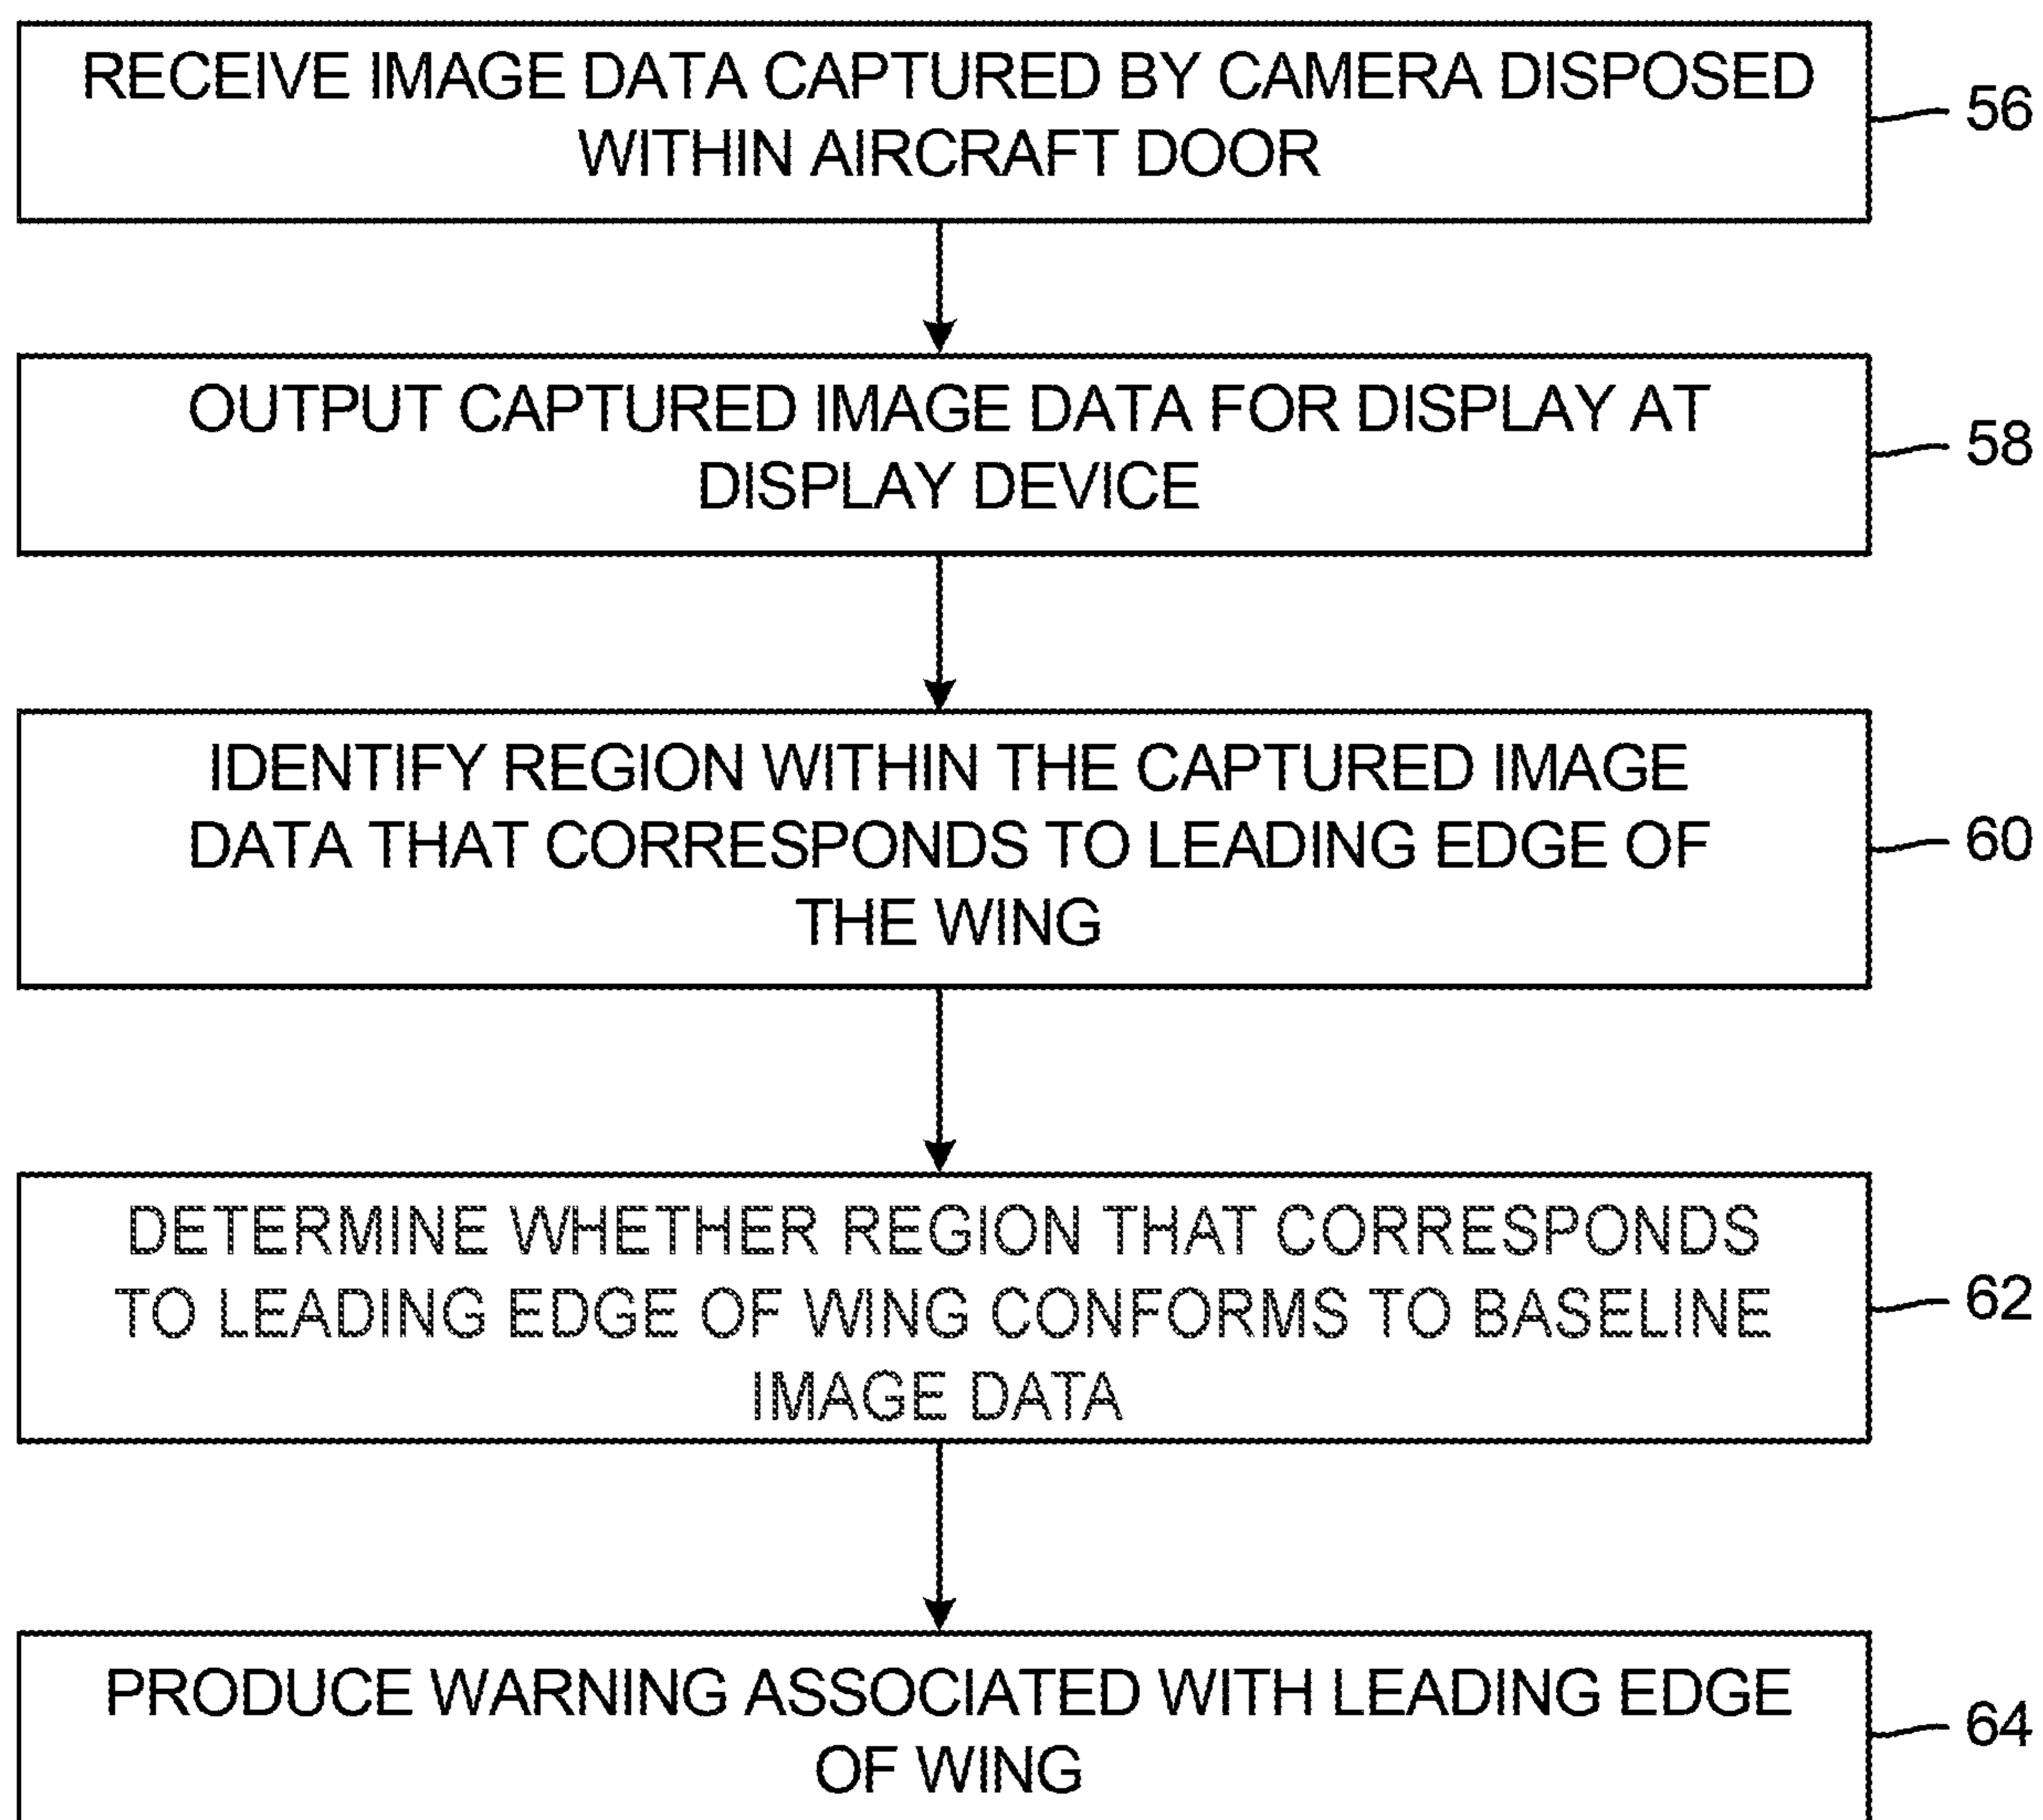 RECEIVE IMAGE DATA CAPTURED BY CAMERA DISPOSED
WITHIN AIRCRAFT DOOR
56
OUTPUT CAPTURED IMAGE DATA FOR DISPLAY AT
DISPLAY DEVICE
58
IDENTIFY REGION WITHIN THE CAPTURED IMAGE
DATA THAT CORRESPONDS TO LEADING EDGE OF
THE WING
60
DETERMINE WHETHER REGION THAT CORRESPONDS
TO LEADING EDGE OF WING CONFORMS TO BASELINE
IMAGE DATA
62
PRODUCE WARNING ASSOCIATED WITH LEADING EDGE
OF WING
64